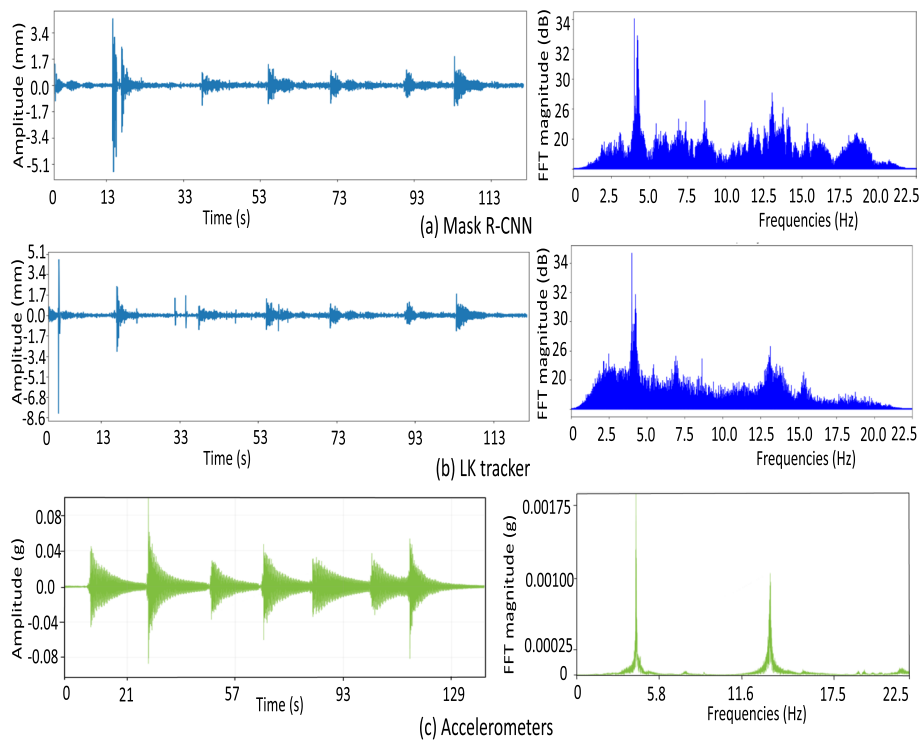 Amplitude (mm)
3.4
1.7
0.0
-1.7
-3.4
-5.1
0 13 33 53 73 93 113
Time (s)
FFT magnitude (dB)
34
32
30
26
20
0 2.5 5.0 7.5 10.0 12.5 15.0 17.5 20.0 22.5
Frequencies (Hz)
(a) Mask R-CNN
Amplitude (mm)
5.1
3.4
1.7
0.0
-1.7
-3.4
-5.1
-6.8
-8.6
0 13 33 53 73 93 113
Time (s)
FFT magnitude (dB)
34
32
30
26
20
0 2.5 5.0 7.5 10.0 12.5 15.0 17.5 20.0 22.5
Frequencies (Hz)
(b) LK tracker
Amplitude (g)
0.08
0.04
0.0
-0.04
-0.08
0 21 57 93 129
Time (s)
FFT magnitude (g)
0.00175
0.00100
0.00025
0
0 5.8 11.6 17.5 22.5
Frequencies (Hz)
(c) Accelerometers